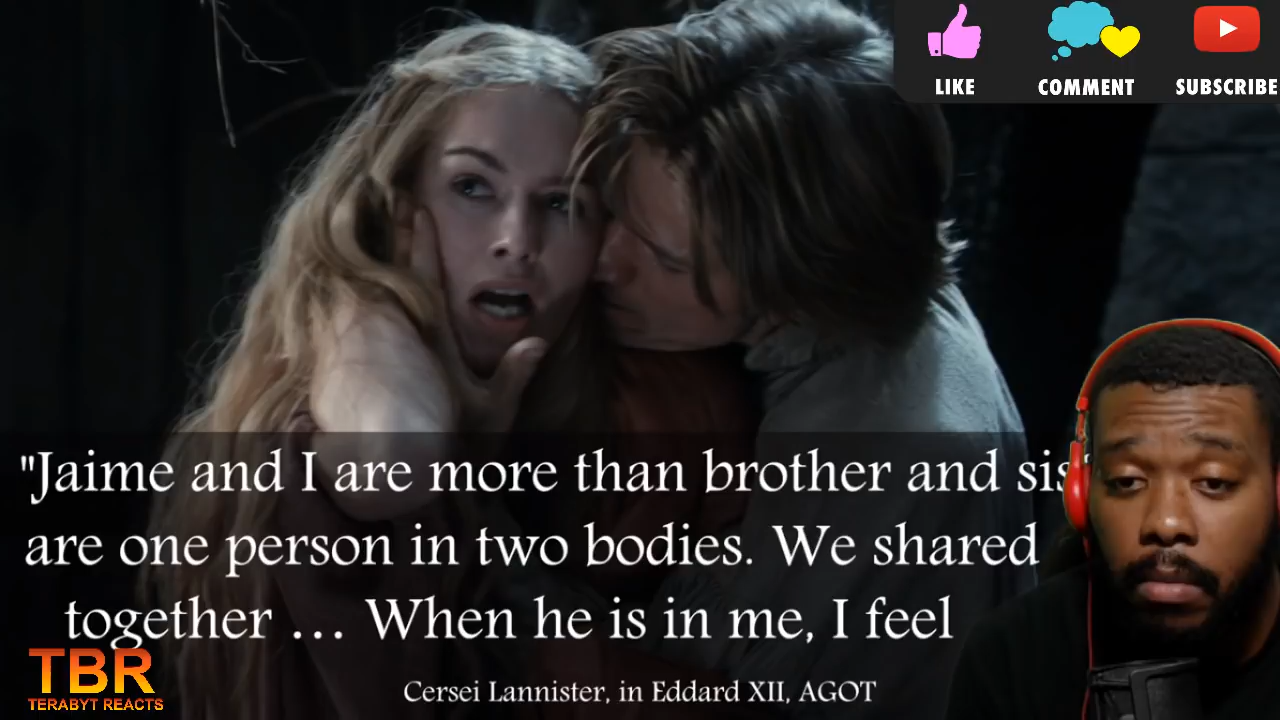 LIKE
COMMENT
SUBSCRIBE
"Jaime and I are more than brother and
are one person in two bodies. We shared
together ... When he is in me, I feel
Cersei Lannister, in Eddard XII, AGOT
TBR
TERABYT REACTS